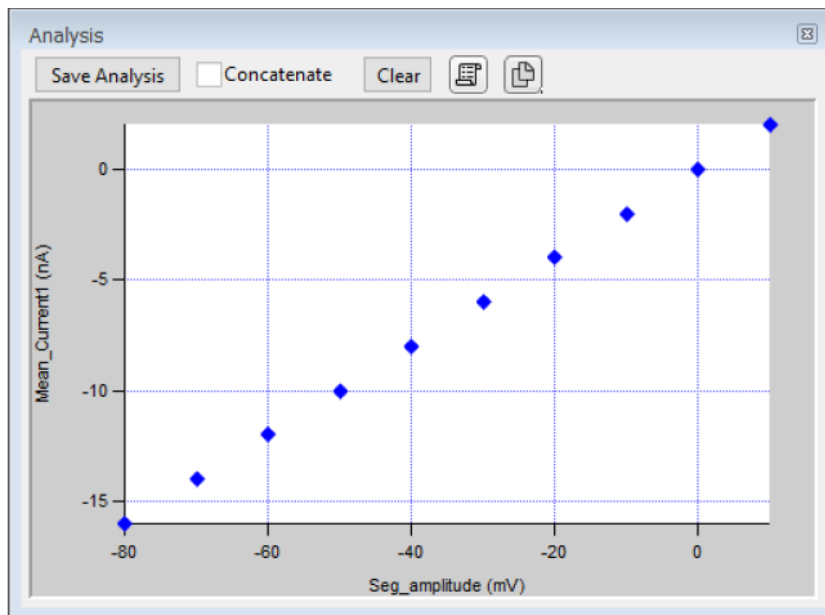 Analysis
Save Analysis Concatenate Clear
0
-5
-10
-15
Mean_Current1 (nA)
-80 -60 -40 -20 0
Seg_amplitude (mV)